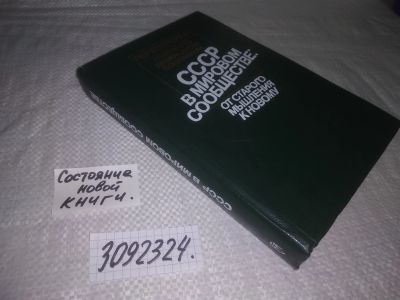 СССР
В МИРОВОМ
СООБЩЕСТВЕ:
ОТ СТАРОГО
МЫШЛЕНИЯ
К НОВОМУ
СССР В МИРОВОМ СООБЩЕСТВЕ
Состояние
новой
книги.
3092324.